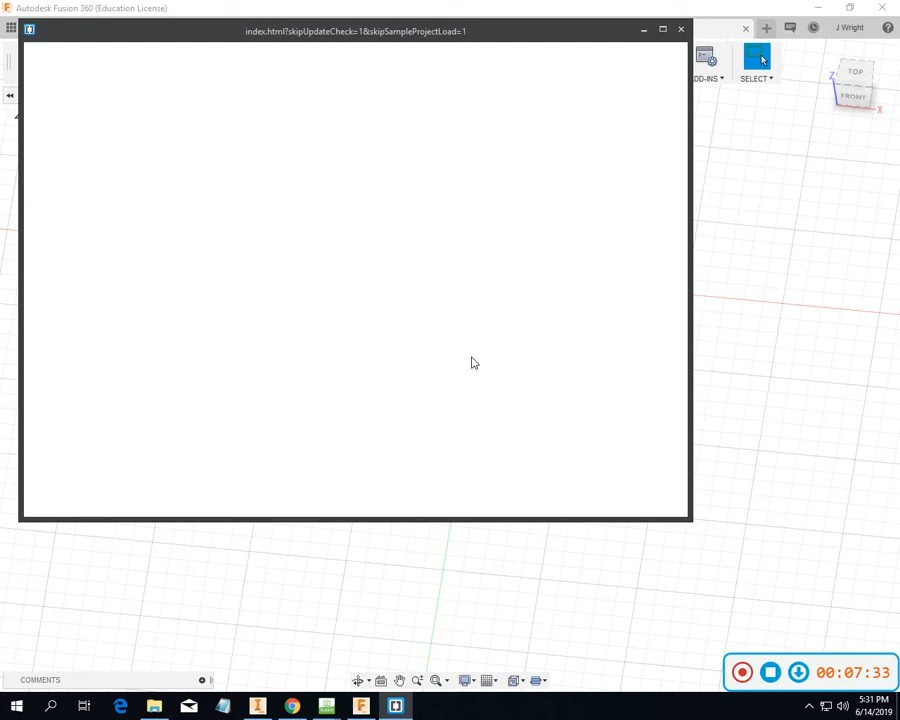 Autodesk Fusion 360 (Education License)
index.html?skipUpdateCheck=1&skipSampleProjectLoad=1
J Wright
DD-INS
SELECT
TOP
Z
FRONT
X
COMMENTS
00:07:33
5:31 PM
6/14/2019